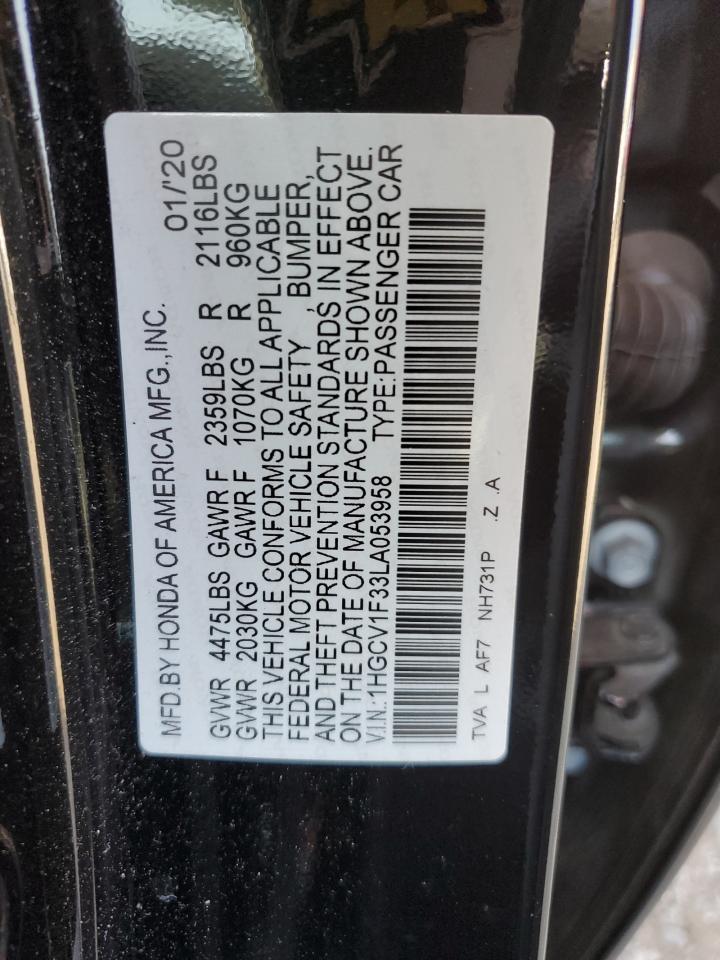 MFD.BY HONDA OF AMERICA MFG.,INC. 01/'20
GVWR 4475LBS GAWR F 2359LBS R 2116LBS
GVWR 2030KG GAWR F 1070KG R 960KG
THIS VEHICLE CONFORMS TO ALL APPLICABLE
FEDERAL MOTOR VEHICLE SAFETY , BUMPER,
AND THEFT PREVENTION STANDARDS IN EFFECT
ON THE DATE OF MANUFACTURE SHOWN ABOVE.
V.I.N.:1HGCV1F33LA053958 TYPE:PASSENGER CAR
TVA L AF7 NH731P .Z .A